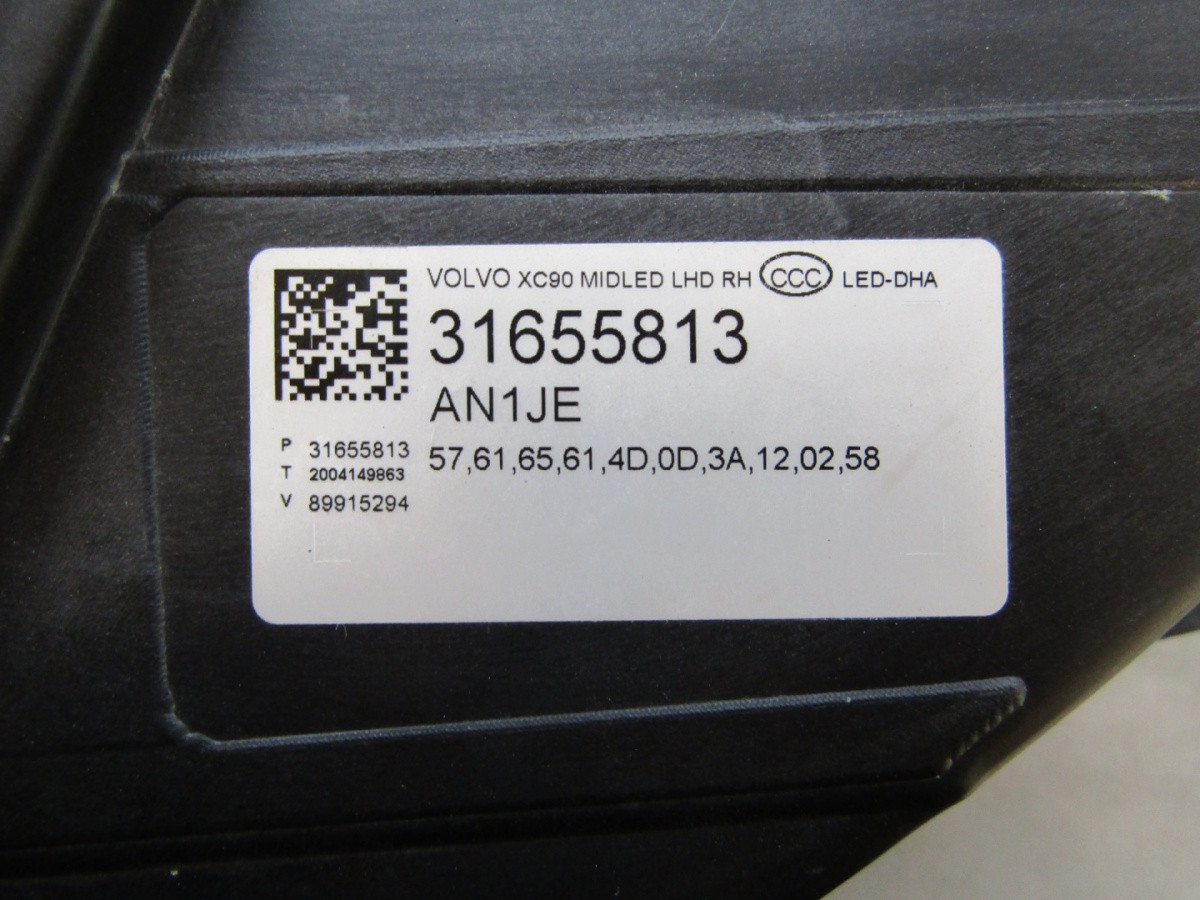 VOLVO XC90 MIDLED LHD RH CCC LED-DHA
31655813
AN1JE
57,61,65,61,4D,0D,3A,12,02,58
P 31655813
T 2004149863
V 89915294